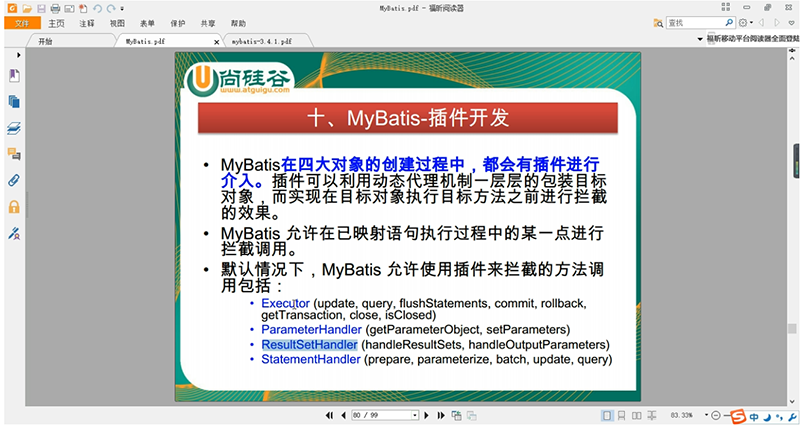 MyBatis.pdf - 福昕阅读器
文件 主页 注释 视图 表单 保护 共享 帮助
查找
开始 MyBatis.pdf mybatis-3.4.1.pdf
福昕移动平台阅读器全面登陆
尚硅谷
www.atguigu.com
十、MyBatis-插件开发
• MyBatis在四大对象的创建过程中，都会有插件进行
介入。插件可以利用动态代理机制一层层的包装目标
对象，而实现在目标对象执行目标方法之前进行拦截
的效果。
• MyBatis 允许在已映射语句执行过程中的某一点进行
拦截调用。
• 默认情况下，MyBatis 允许使用插件来拦截的方法调
用包括：
• Executor (update, query, flushStatements, commit, rollback,
getTransaction, close, isClosed)
• ParameterHandler (getParameterObject, setParameters)
• ResultSetHandler (handleResultSets, handleOutputParameters)
• StatementHandler (prepare, parameterize, batch, update, query)
80 / 99
83.33%
中